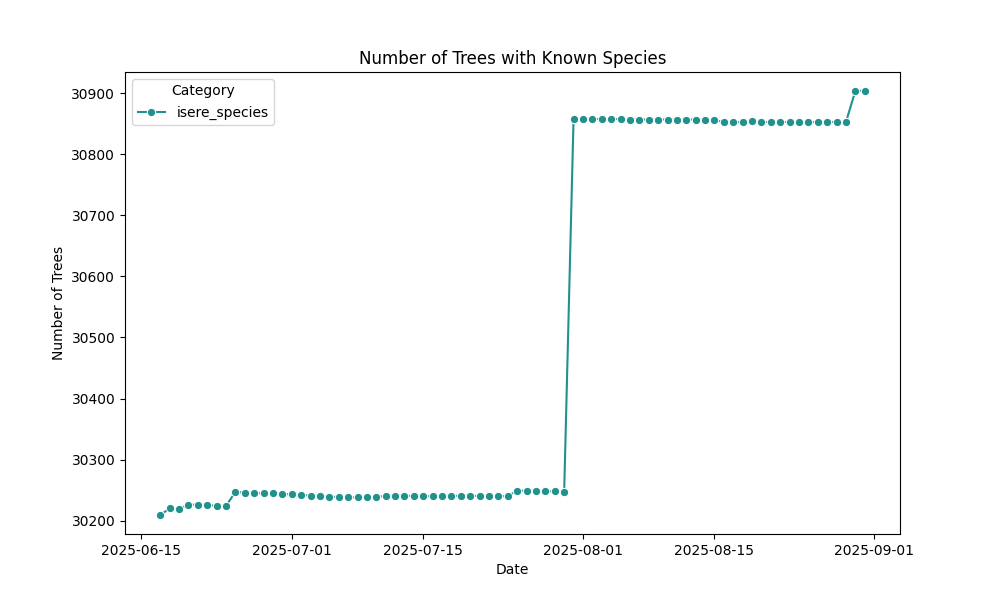 Number of Trees with Known Species
Category
isere_species
30900
30800
30700
30600
30500
30400
30300
30200
Number of Trees
2025-06-15
2025-07-01
2025-07-15
2025-08-01
2025-08-15
2025-09-01
Date